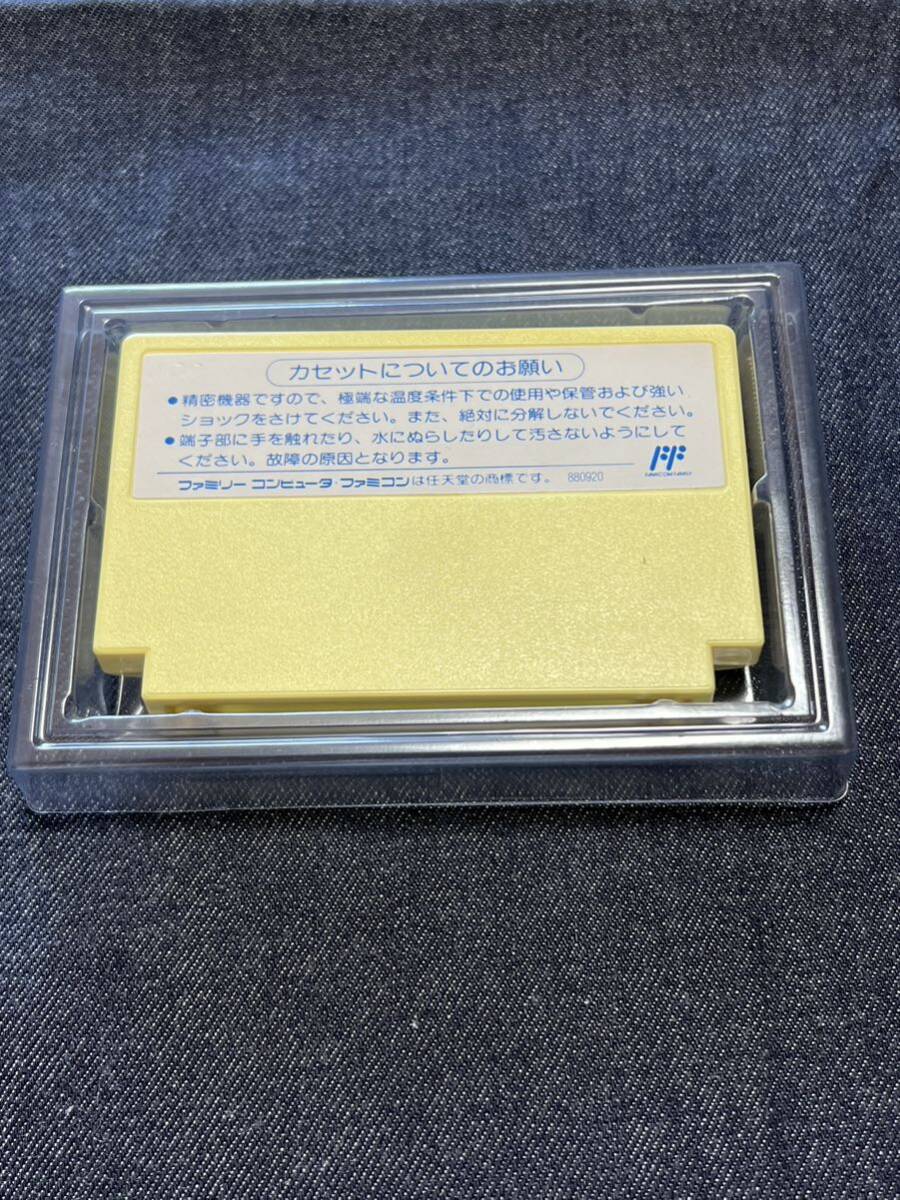 カセットについてのお願い
●精密機器ですので、極端な温度条件下での使用や保管および強い
ショックをさけてください。また、絶対に分解しないでください。
●端子部に手を触れたり、水にぬらしたりして汚さないようにして
ください。故障の原因となります。
ファミリー コンピュータ・ファミコンは任天堂の商標です。 880920
FF